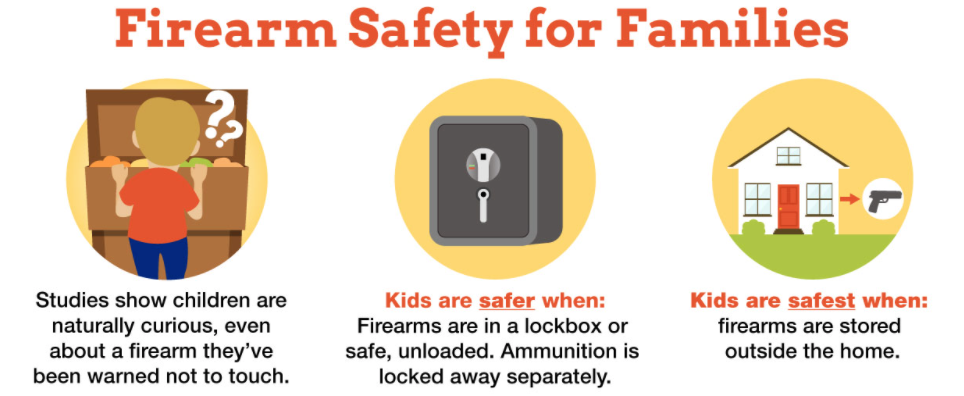 Firearm Safety for Families
??
Studies show children are
naturally curious, even
about a firearm they’ve
been warned not to touch.
Kids are safer when:
Firearms are in a lockbox or
safe, unloaded. Ammunition is
locked away separately.
Kids are safest when:
firearms are stored
outside the home.